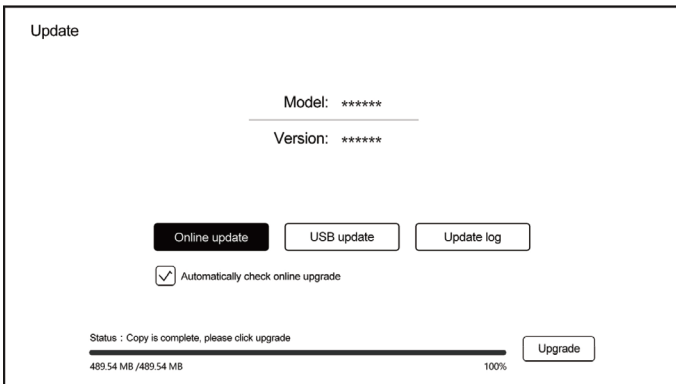 Update
Model: ******
Version: ******
Online update USB update Update log
Automatically check online upgrade
Status : Copy is complete, please click upgrade
Upgrade
489.54 MB /489.54 MB 100%